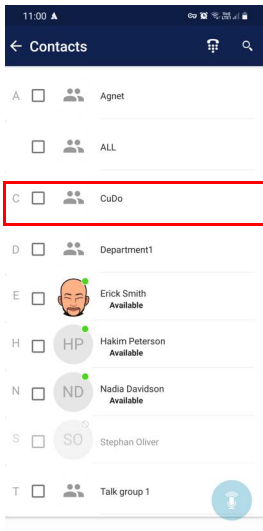 11:00
← Contacts
A Agnet
ALL
C CuDo
D Department1
E Erick Smith
Available
H HP Hakim Peterson
Available
N ND Nadia Davidson
Available
S SO Stephan Oliver
T Talk group 1